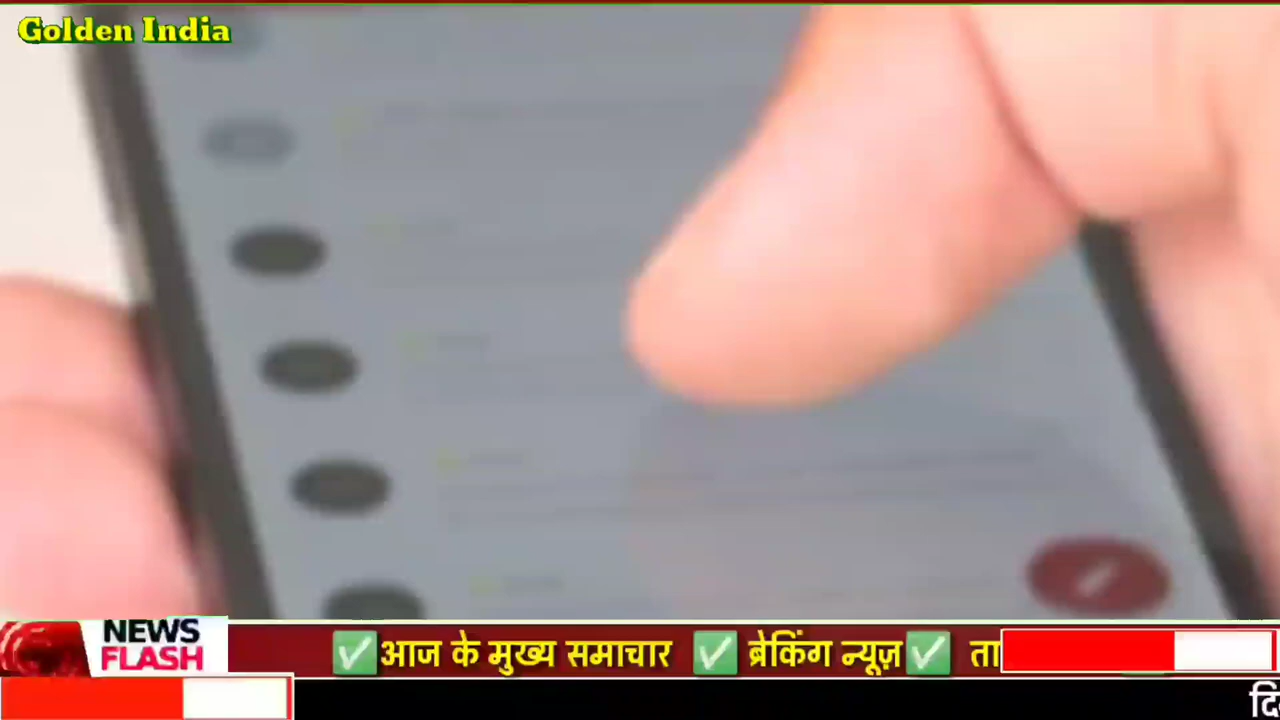 Golden India
NEWS
FLASH
✅आज के मुख्य समाचार ✅ ब्रेकिंग न्यूज़✅